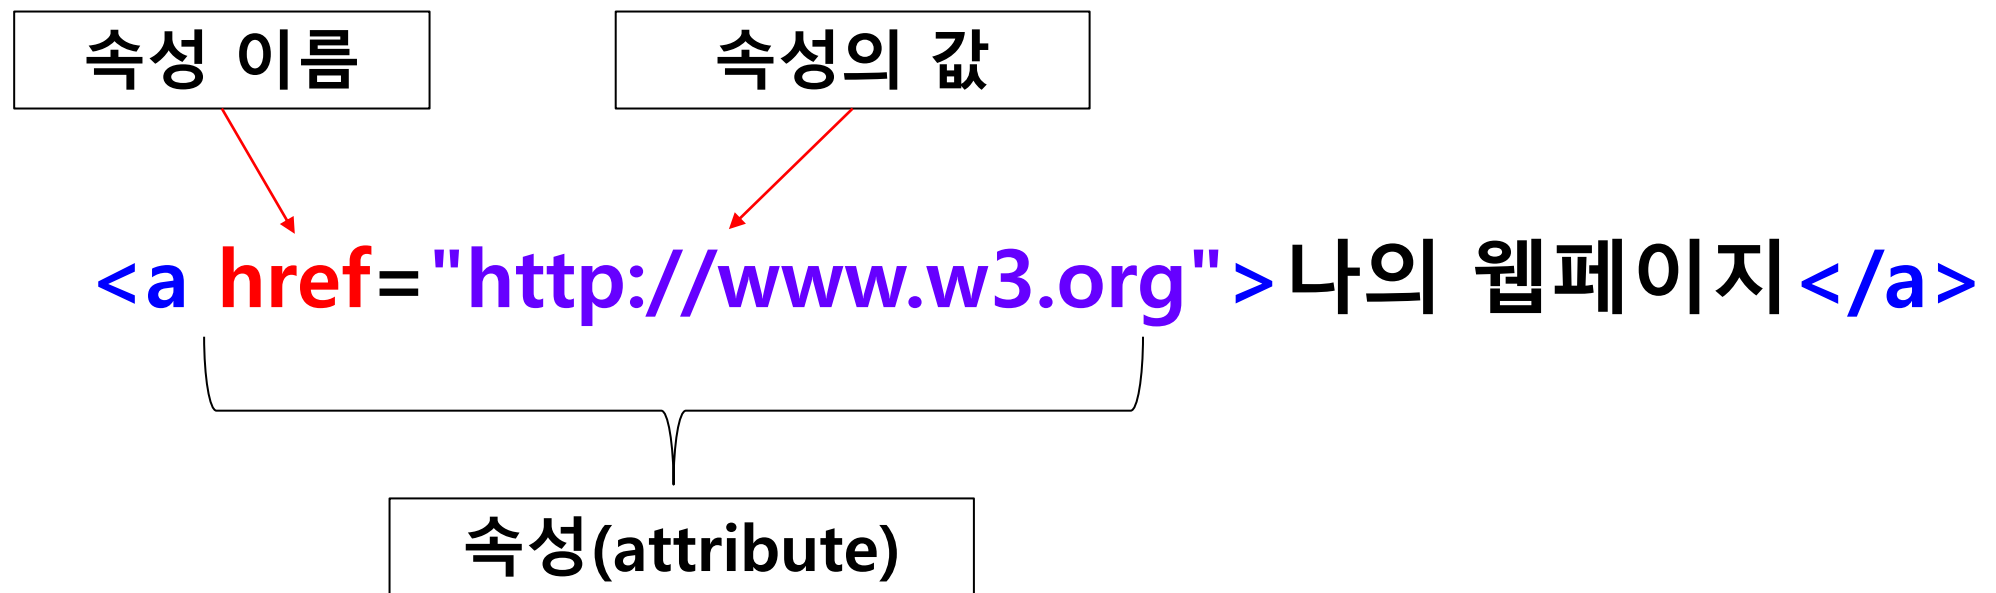 속성 이름
속성의 값
<a href="http://www.w3.org">나의 웹페이지</a>
속성(attribute)